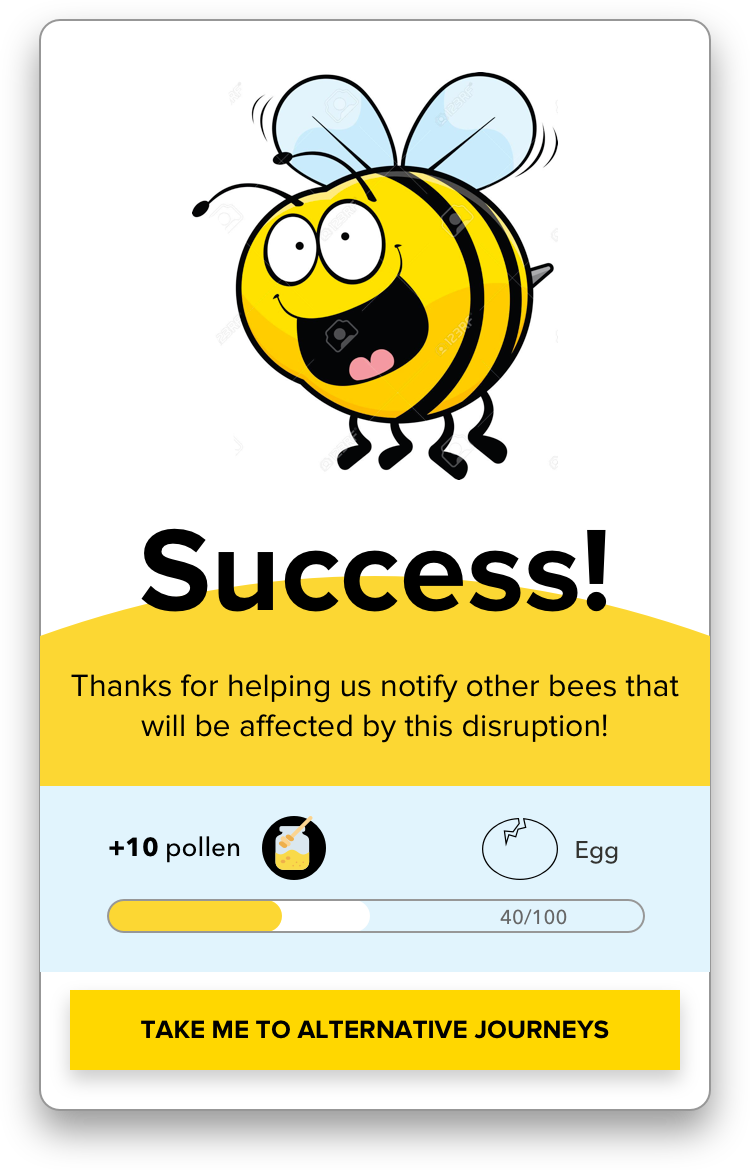 Success!
Thanks for helping us notify other bees that
will be affected by this disruption!
+10 pollen
Egg
40/100
TAKE ME TO ALTERNATIVE JOURNEYS